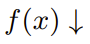 f(x) ↓